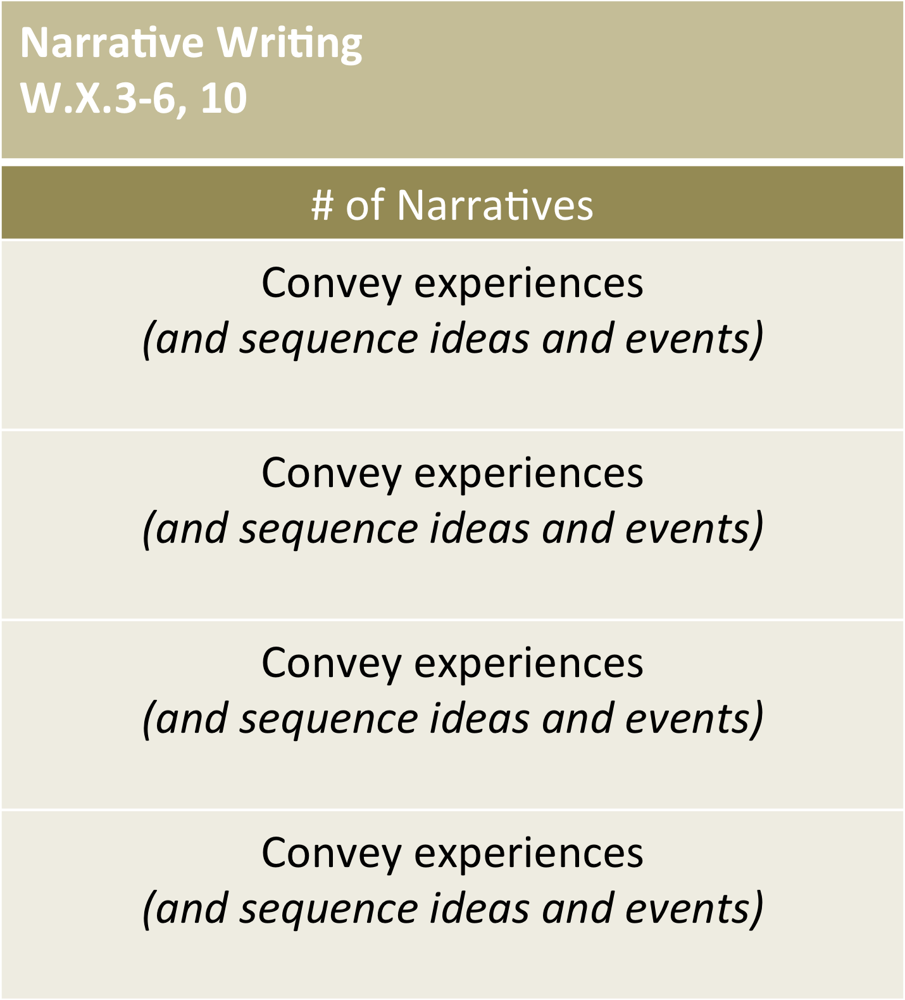 Narrative Writing
W.X.3-6, 10
# of Narratives
Convey experiences
(and sequence ideas and events)
Convey experiences
(and sequence ideas and events)
Convey experiences
(and sequence ideas and events)
Convey experiences
(and sequence ideas and events)